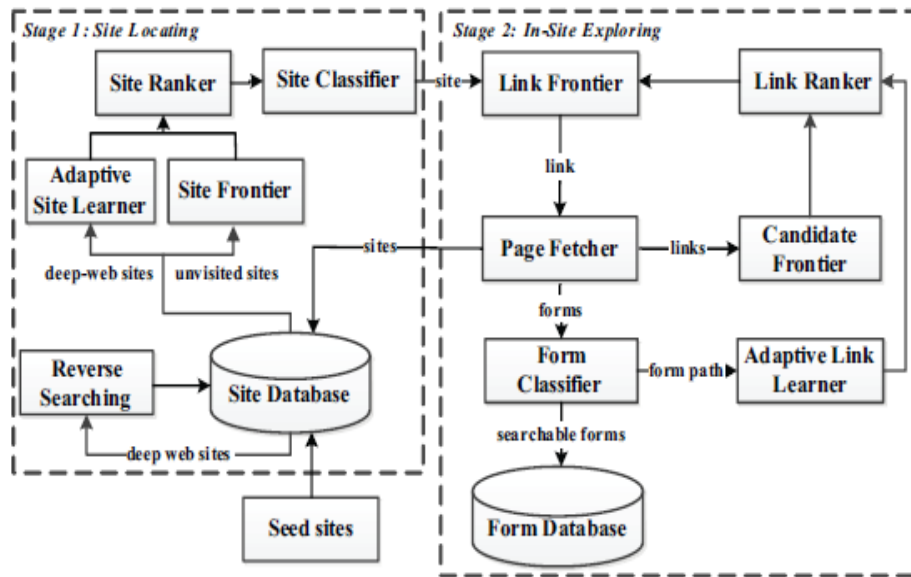 Stage 1: Site Locating
Stage 2: In-Site Exploring
Site Ranker
Site Classifier
site
Link Frontier
Link Ranker
link
Adaptive
Site Learner
Site Frontier
sites
Page Fetcher
links
Candidate
Frontier
deep-web sites
unvisited sites
forms
Reverse
Searching
Site Database
Form
Classifier
form path
Adaptive Link
Learner
deep web sites
searchable forms
Seed sites
Form Database